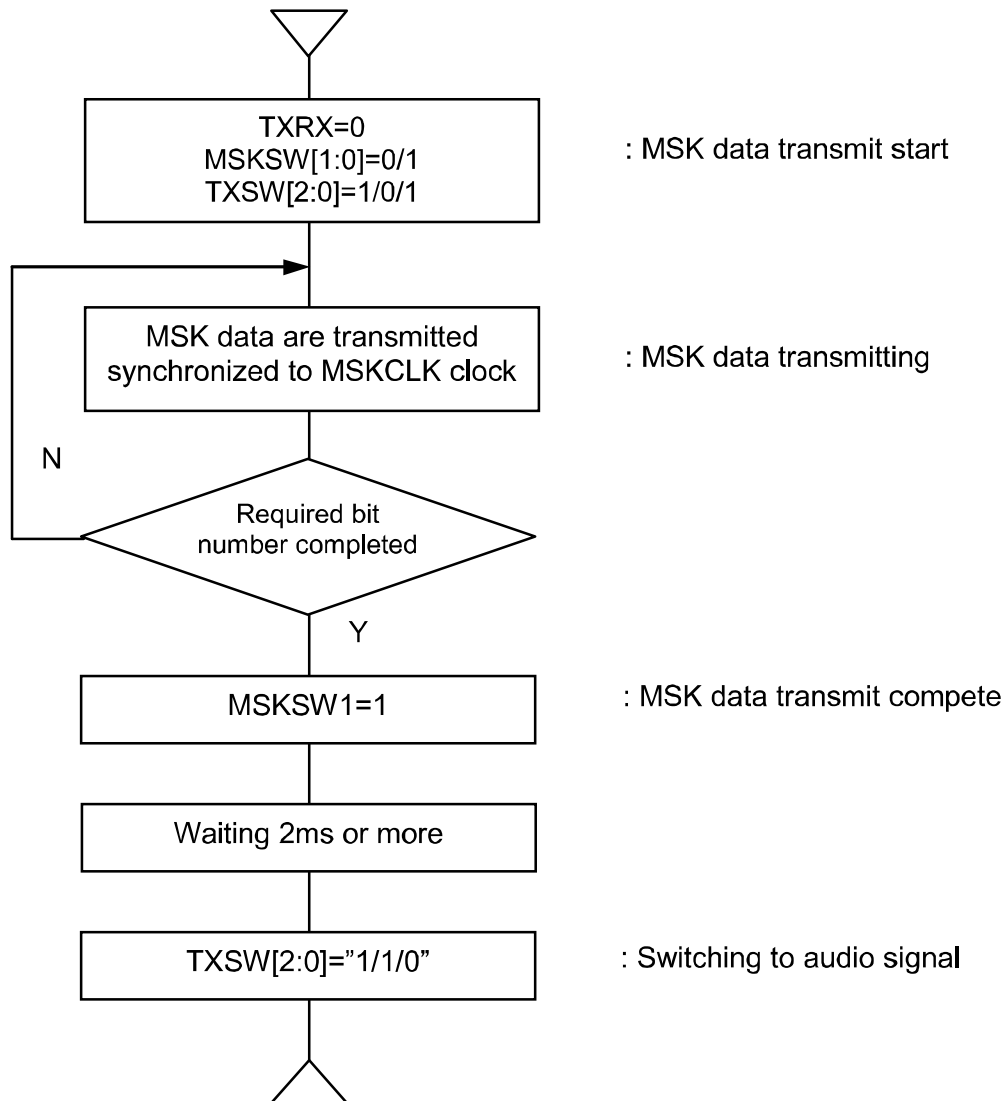 TXRX=0
MSKSW[1:0]=0/1
TXSW[2:0]=1/0/1
: MSK data transmit start
MSK data are transmitted
synchronized to MSKCLK clock
: MSK data transmitting
N
Required bit
number completed
Y
MSKSW1=1
: MSK data transmit compete
Waiting 2ms or more
TXSW[2:0]=”1/1/0”
: Switching to audio signal